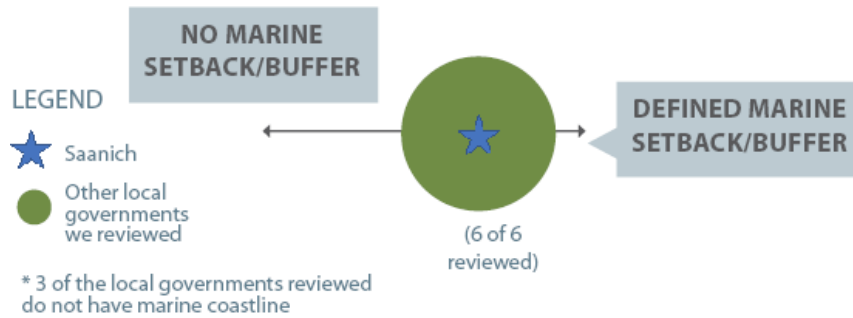 NO MARINE
SETBACK/BUFFER
LEGEND
Saanich
Other local
governments
we reviewed
* 3 of the local governments reviewed
do not have marine coastline
(6 of 6
reviewed)
DEFINED MARINE
SETBACK/BUFFER